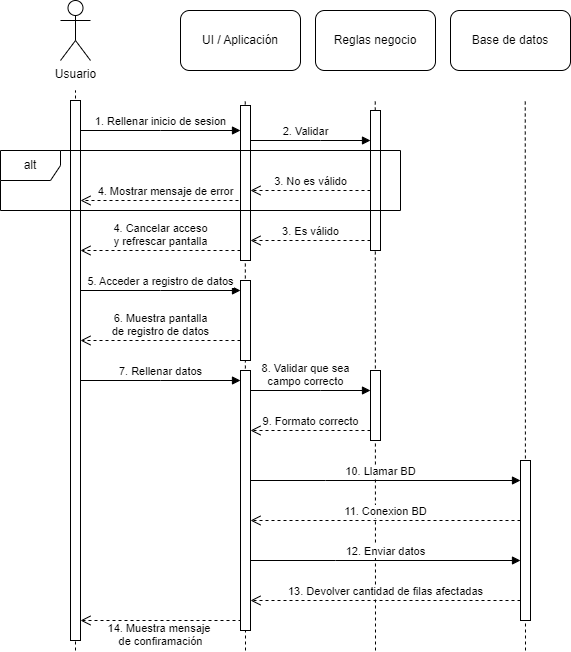 Usuario
UI / Aplicación
Reglas negocio
Base de datos
1. Rellenar inicio de sesion
2. Validar
alt
3. No es válido
4. Mostrar mensaje de error
4. Cancelar acceso
y refrescar pantalla
3. Es válido
5. Acceder a registro de datos
6. Muestra pantalla
de registro de datos
7. Rellenar datos
8. Validar que sea
campo correcto
9. Formato correcto
10. Llamar BD
11. Conexion BD
12. Enviar datos
13. Devolver cantidad de filas afectadas
14. Muestra mensaje
de confiramación